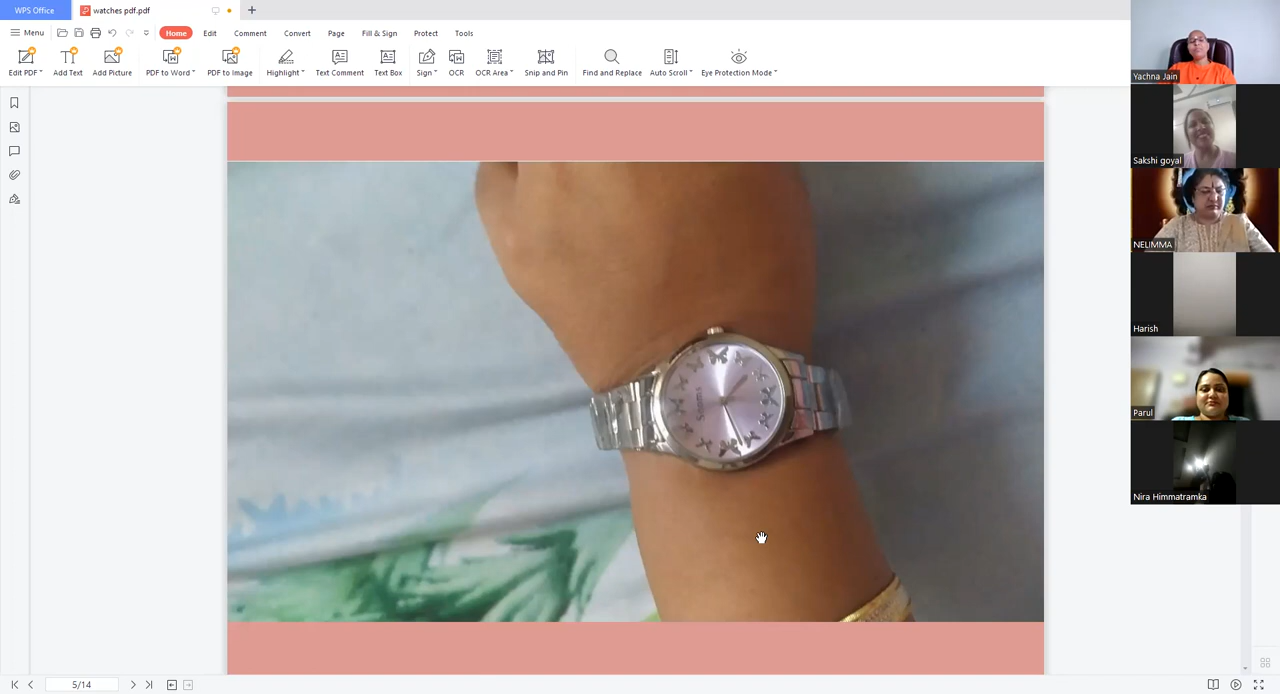 WPS Office
watches pdf.pdf
Menu
Home
Edit
Comment
Convert
Page
Fill & Sign
Protect
Tools
Edit PDF
Add Text
Add Picture
PDF to Word
PDF to Image
Highlight
Text Comment
Text Box
Sign
OCR
OCR Area
Snip and Pin
Find and Replace
Auto Scroll
Eye Protection Mode
Yachna Jain
Sakshi goyal
NELIMMA
Harish
Parul
Nira Himmatramka
5/14